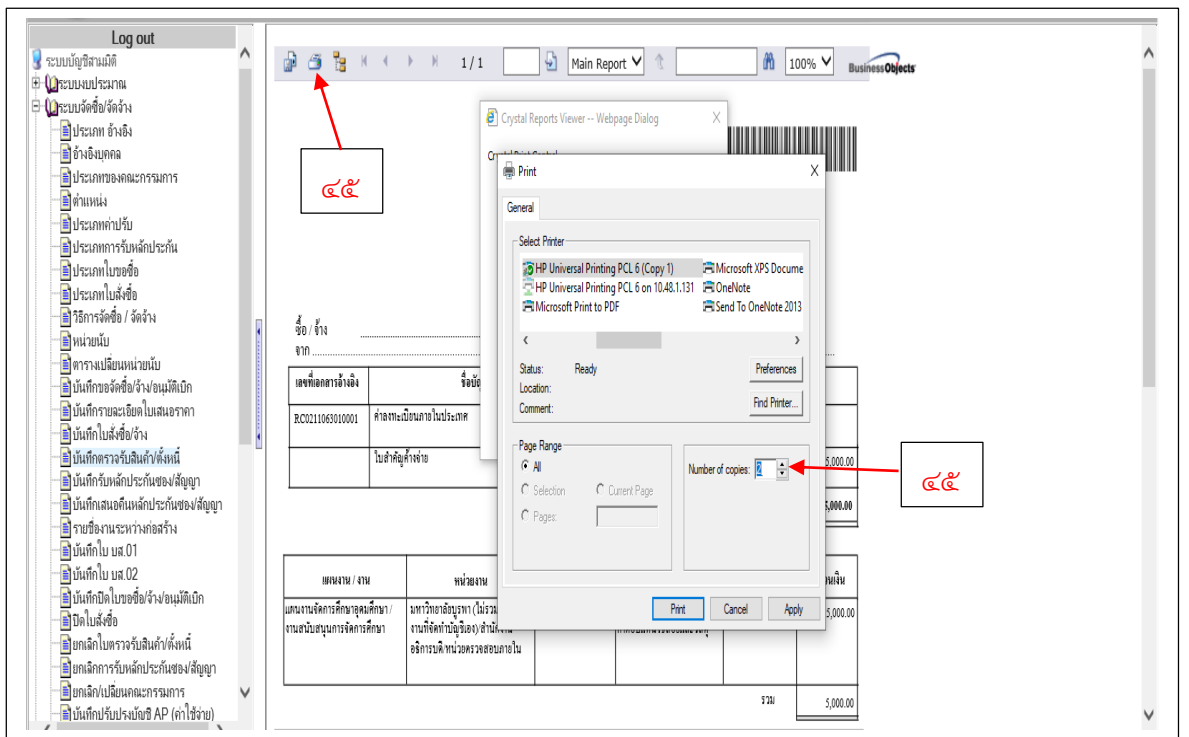 Log out
ระบบบัญชีสามมิติ
ระบบงบประมาณ
ระบบจัดซื้อ/จัดจ้าง
ประเภท อ้างอิง
อ้างอิงบุคคล
ประเภทของคณะกรรมการ
ตำแหน่ง
ประเภทค่าปรับ
ประเภทการรับหลักประกัน
ประเภทใบขอซื้อ
ประเภทใบสั่งซื้อ
วิธีการจัดซื้อ / จัดจ้าง
หน่วยนับ
ตารางเปลี่ยนหน่วยนับ
บันทึกขอจัดซื้อ/จ้าง/อนุมัติเบิก
บันทึกรายละเอียดใบเสนอราคา
บันทึกใบสั่งซื้อ/จ้าง
บันทึกตรวจรับสินค้า/ตั้งหนี้
บันทึกรับหลักประกันซอง/สัญญา
บันทึกเสนอคืนหลักประกันซอง/สัญญา
รายชื่องานระหว่างก่อสร้าง
บันทึกใบ บส.01
บันทึกใบ บส.02
บันทึกปิดใบขอซื้อ/จ้าง/อนุมัติเบิก
ปิดใบสั่งซื้อ
ยกเลิกใบตรวจรับสินค้า/ตั้งหนี้
ยกเลิกการรับหลักประกันซอง/สัญญา
ยกเลิก/เปลี่ยนคณะกรรมการ
บันทึกปรับปรุงบัญชี AP (ค่าใช้จ่าย)
1 / 1 Main Report 100% BusinessObjects
๔๕
Crystal Reports Viewer -- Webpage Dialog
Print
General
Select Printer
HP Universal Printing PCL 6 (Copy 1) Microsoft XPS Docume
HP Universal Printing PCL 6 on 10.48.1.131 OneNote
Microsoft Print to PDF Send To OneNote 2013
Status: Ready Preferences
Location:
Comment: Find Printer...
Page Range
All
Selection Current Page
Pages:
Number of copies: 2
Print Cancel Apply
๔๕
ซื้อ / จ้าง
จาก
เลขที่เอกสารอ้างอิง
RC0211063010001 ค่าลงทะเบียนภายในประเทศ
ใบสำคัญค้างจ่าย 5,000.00
5,000.00
แผนงาน / งาน หน่วยงาน
แผนงานจัดการศึกษาอุดมศึกษา / มหาวิทยาลัยบูรพา (ไม่รวม 5,000.00
งานสนับสนุนการจัดการศึกษา งานที่จัดทำบัญชีเอง)/สำนักงาน
อธิการบดี/หน่วยตรวจสอบภายใน
รวม 5,000.00